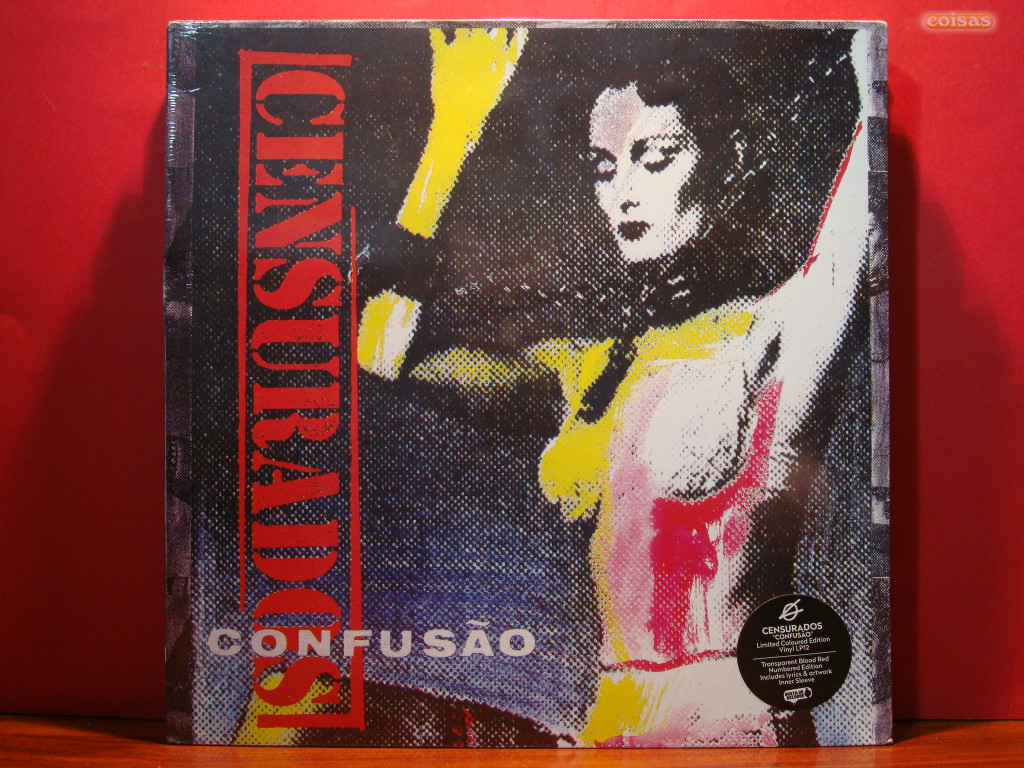 coisas
CENSURADOS
CONFUSÃO
CENSURADOS
"CONFUSÃO"
Limited Coloured Edition
Vinyl LP12
Transparent Blood Red
Numbered Edition
Includes lyrics & artwork
Inner Sleeve